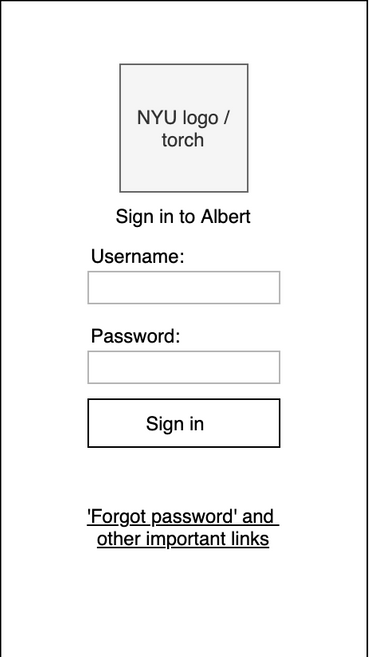 NYU logo /
torch
Sign in to Albert
Username:
Password:
Sign in
'Forgot password' and
other important links